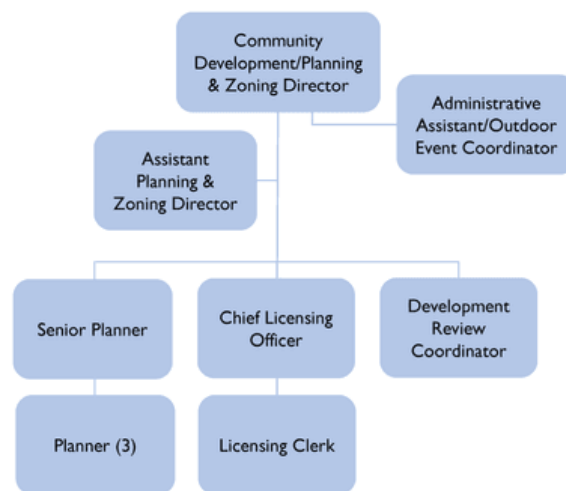 Community
Development/Planning
& Zoning Director
Administrative
Assistant/Outdoor
Event Coordinator
Assistant
Planning &
Zoning Director
Senior Planner
Chief Licensing
Officer
Development
Review
Coordinator
Planner (3)
Licensing Clerk